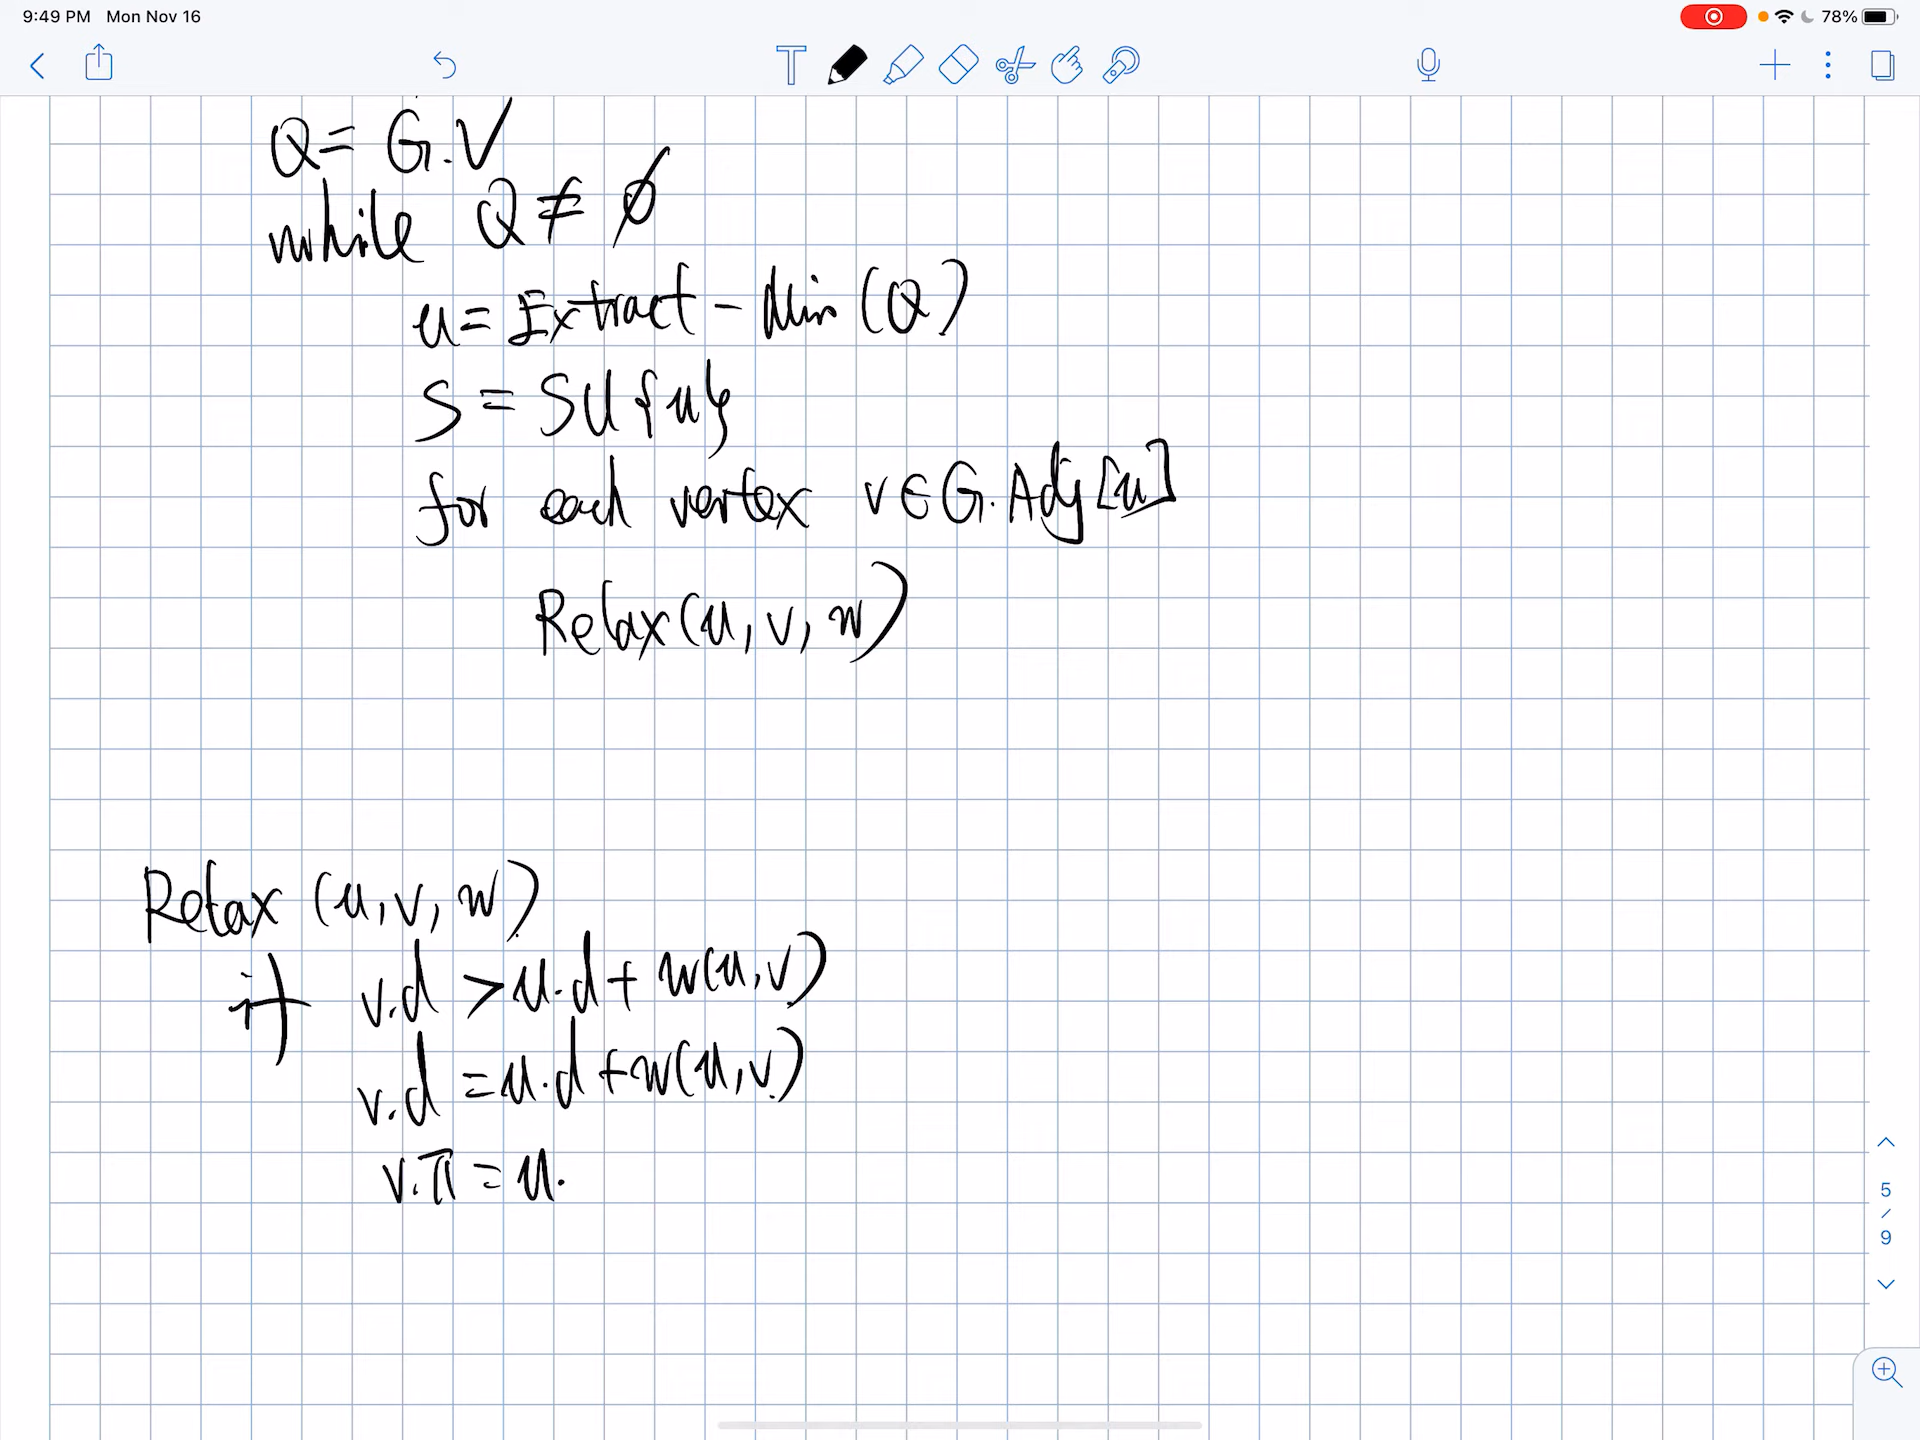 9:49 PM Mon Nov 16
78%
Q = G.V
while Q ≠ ∅
u = Extract - Min (Q)
S = S U {u}
for each vertex v ∈ G.Adj [u]
Relax (u, v, w)
Relax (u, v, w)
if v.d > u.d + w(u, v)
v.d = u.d + w(u, v)
v.π = u.
5
/
9